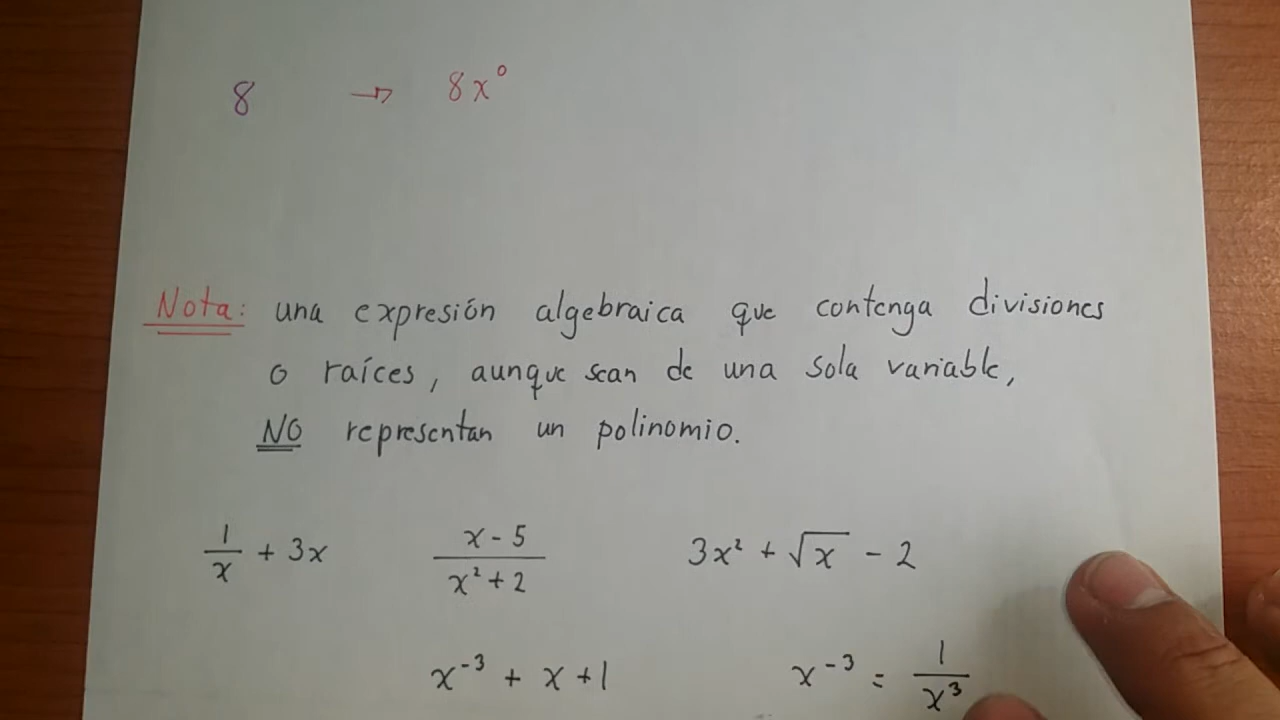 8 → 8x⁰
Nota: una expresión algebraica que contenga divisiones
o raíces, aunque sean de una sola variable,
NO representan un polinomio.
1/x + 3x   (x - 5)/(x² + 2)   3x² + √x - 2
x⁻³ + x + 1   x⁻³ = 1/x³